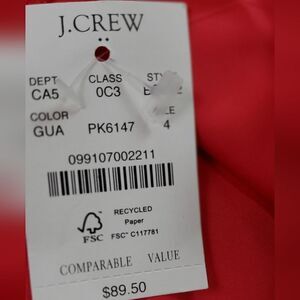 J.CREW
DEPT CLASS
CA5 0C3
COLOR
GUA PK6147 4
099107002211
RECYCLED
Paper
FSC FSC® C117781
COMPARABLE VALUE
$89.50